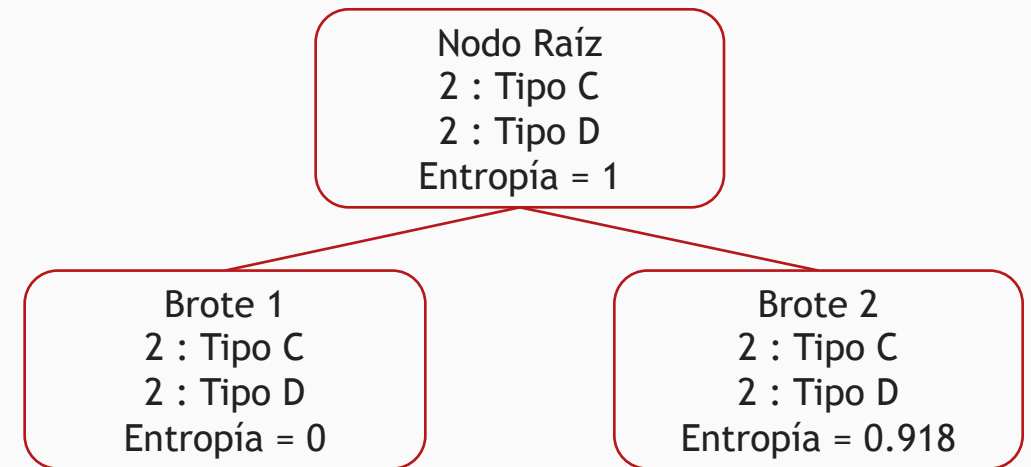 Nodo Raíz
2 : Tipo C
2 : Tipo D
Entropía = 1
Brote 1
2 : Tipo C
2 : Tipo D
Entropía = 0
Brote 2
2 : Tipo C
2 : Tipo D
Entropía = 0.918